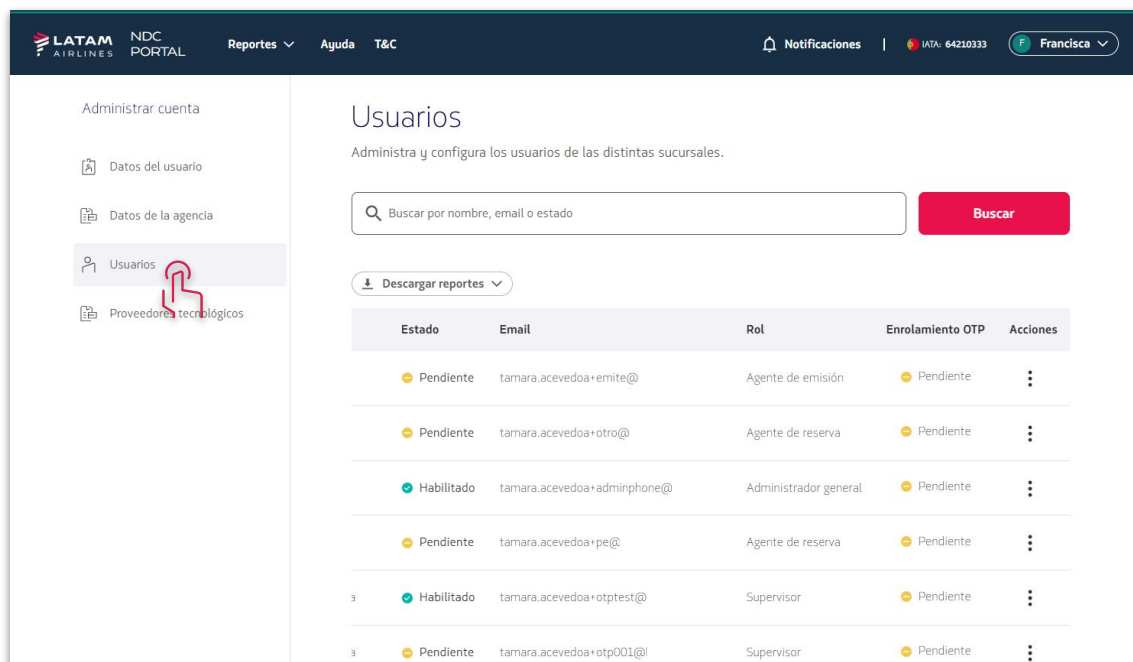 LATAM AIRLINES NDC PORTAL Reportes Ayuda T&C Notificaciones | IATA: 64210333 F Francisca
Administrar cuenta
Datos del usuario
Datos de la agencia
Usuarios
Proveedores tecnológicos
Usuarios
Administra y configura los usuarios de las distintas sucursales.
Buscar por nombre, email o estado Buscar
Descargar reportes
Estado Email Rol Enrolamiento OTP Acciones
Pendiente tamara.acevedoa+emite@ Agente de emisión Pendiente
Pendiente tamara.acevedoa+otro@ Agente de reserva Pendiente
Habilitado tamara.acevedoa+adminphone@ Administrador general Pendiente
Pendiente tamara.acevedoa+pe@ Agente de reserva Pendiente
a Habilitado tamara.acevedoa+otptest@ Supervisor Pendiente
a Pendiente tamara.acevedoa+otp001@ Supervisor Pendiente